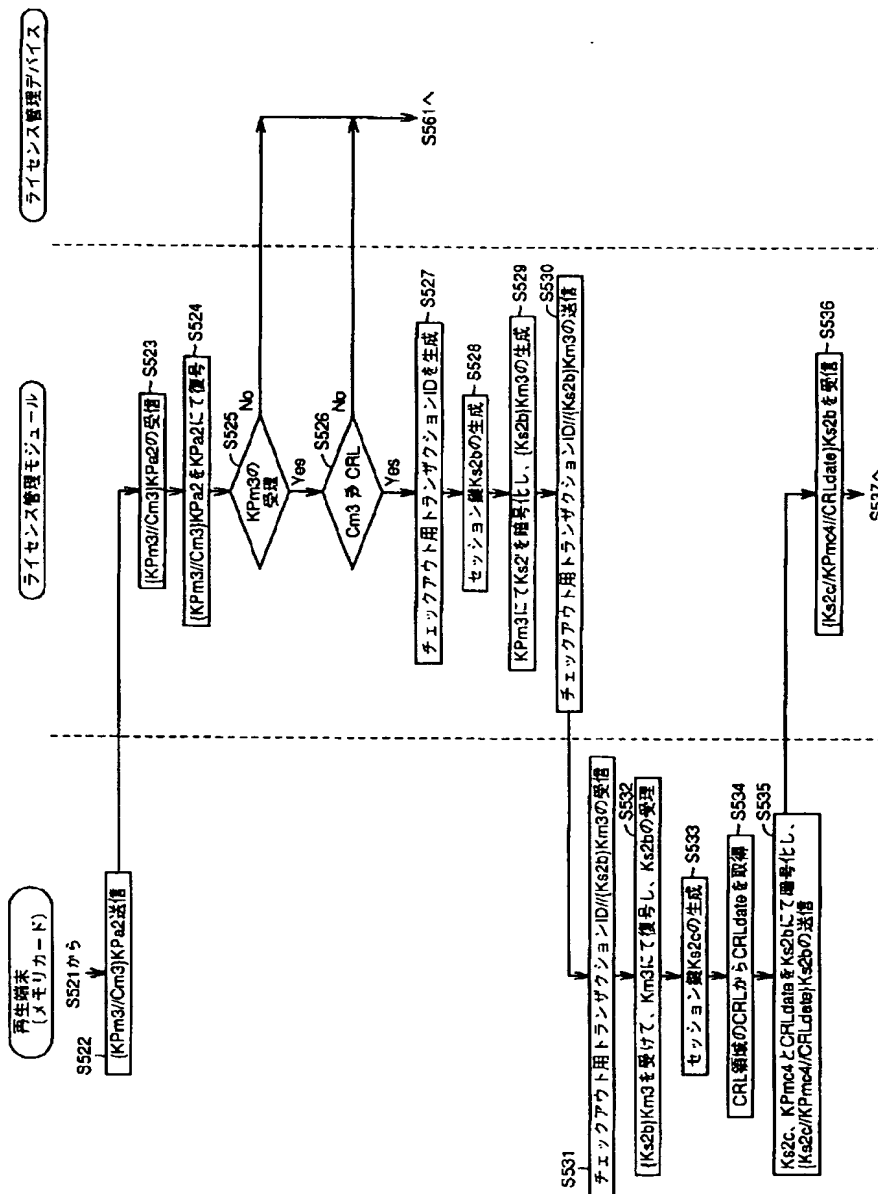 再生端末
(メモリカード)
ライセンス管理モジュール
ライセンス管理デバイス
S521から
S522
{KPm3//Cm3}KPa2送信
{KPm3//Cm3}KPa2の受信
S523
{KPm3//Cm3}KPa2をKPa2にて復号
S524
KPm3の
受理
S525
No
Yes
Cm3 ∌ CRL
S526
No
Yes
S561へ
チェックアウト用トランザクションIDを生成
S527
セッション鍵Ks2bの生成
S528
KPm3にてKs2'を暗号化し、{Ks2b}Km3の生成
S529
S530
チェックアウト用トランザクションID//{Ks2b}Km3の送信
S531
チェックアウト用トランザクションID//{Ks2b}Km3の受信
S532
{Ks2b}Km3を受けて、Km3にて復号し、Ks2bの受理
セッション鍵Ks2cの生成
S533
CRL領域のCRLからCRLdateを取得
S534
S535
Ks2c、KPmc4とCRLdateをKs2bにて暗号化し、
{Ks2c//KPmc4//CRLdate}Ks2bの送信
{Ks2c//KPmc4//CRLdate}Ks2bを受信
S536
S537へ